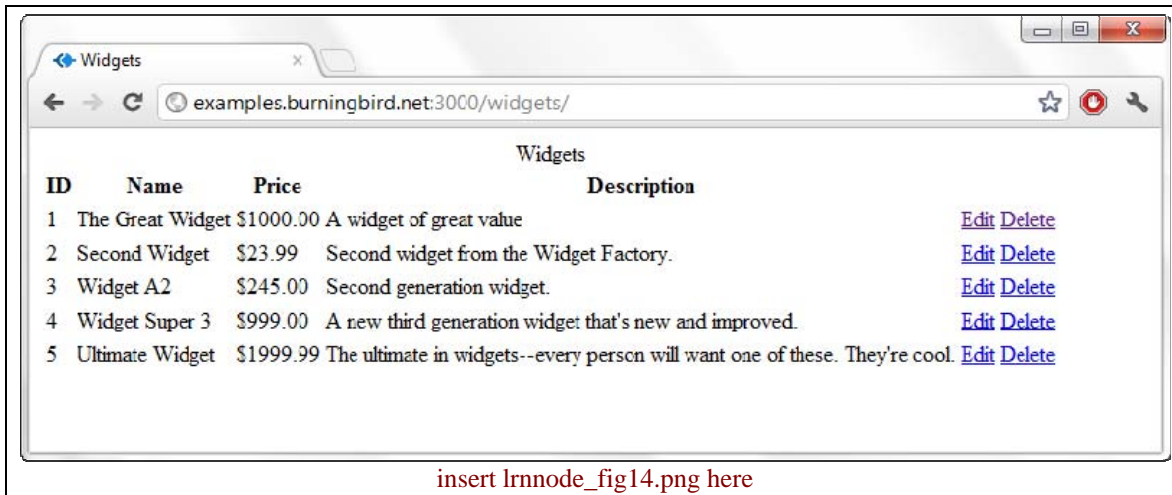 Widgets
examples.burningbird.net:3000/widgets/
Widgets
ID Name Price Description
1 The Great Widget $1000.00 A widget of great value Edit Delete
2 Second Widget $23.99 Second widget from the Widget Factory. Edit Delete
3 Widget A2 $245.00 Second generation widget. Edit Delete
4 Widget Super 3 $999.00 A new third generation widget that's new and improved. Edit Delete
5 Ultimate Widget $1999.99 The ultimate in widgets--every person will want one of these. They're cool. Edit Delete
insert lrnnode_fig14.png here